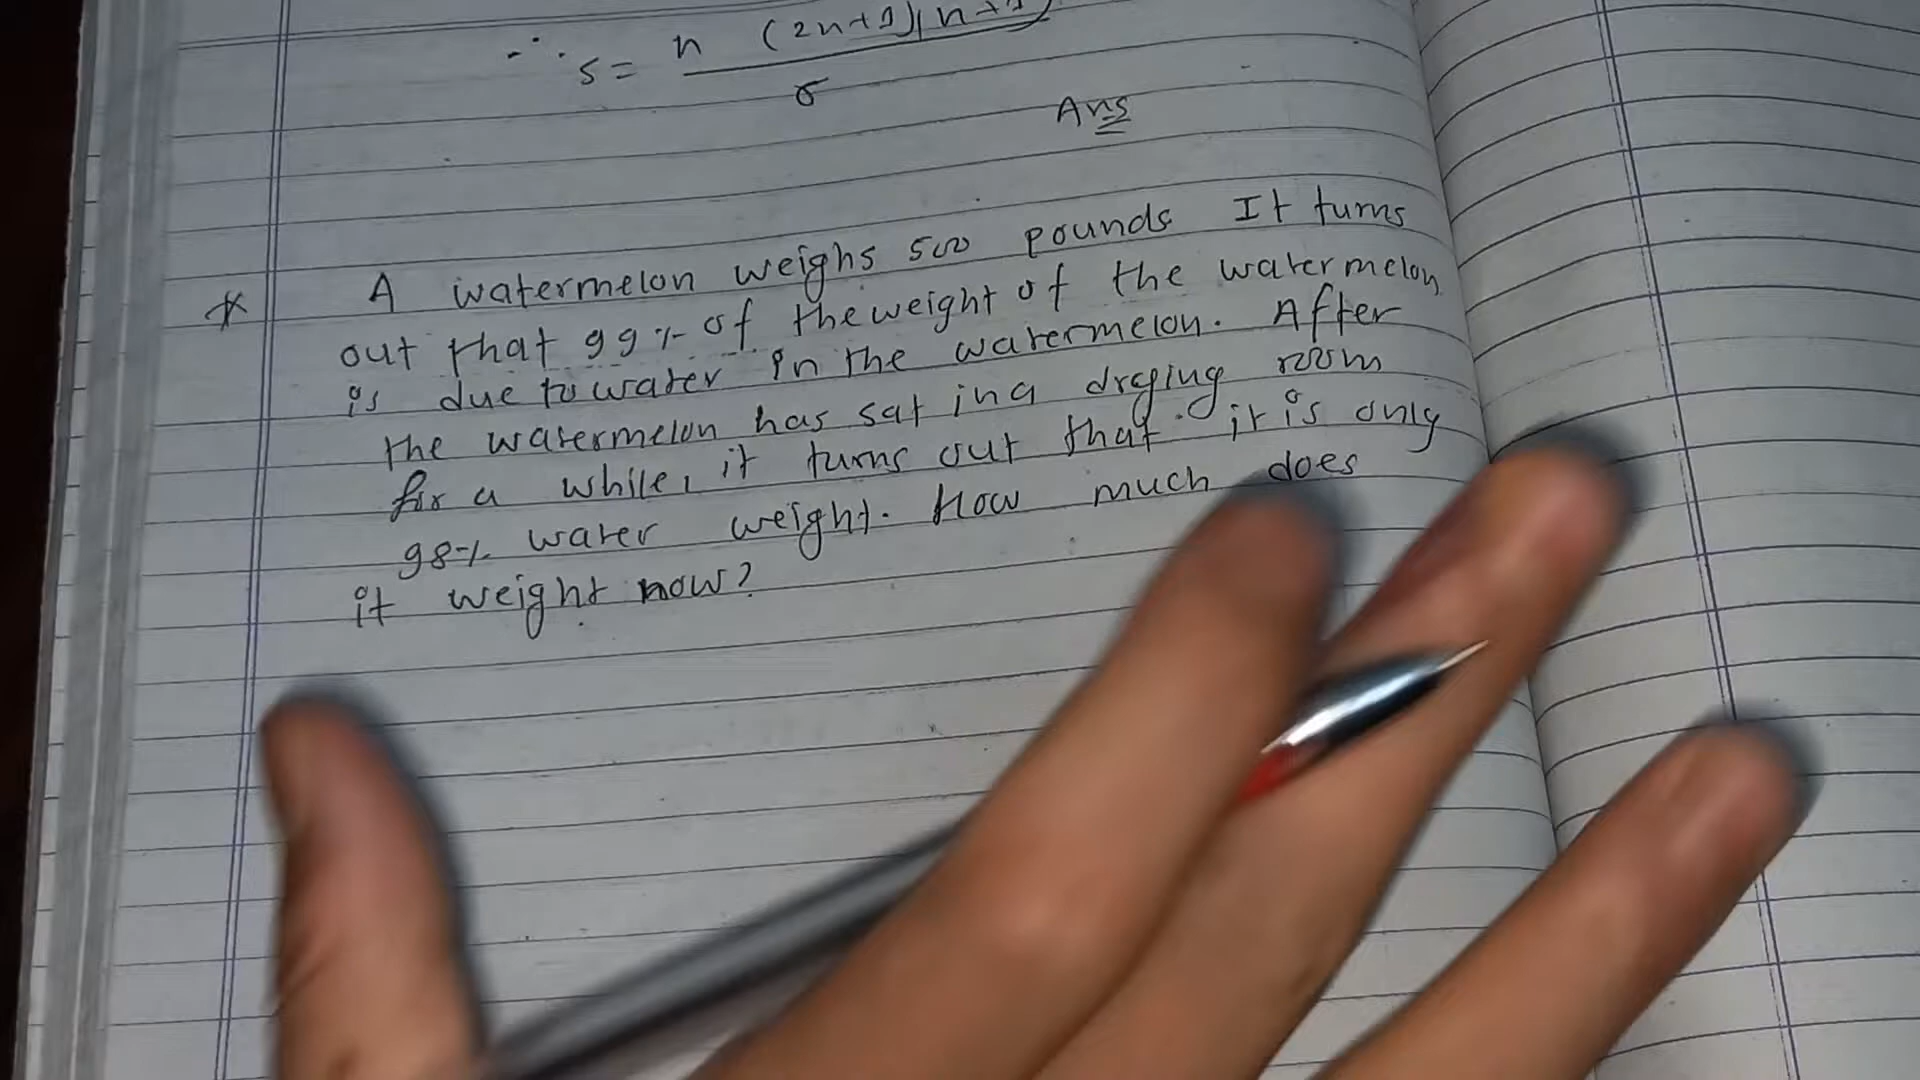 ∴ S = n (2n+1)(n+1) / 6
Ans
* A watermelon weighs 500 pounds It turns
out that 99% of the weight of the watermelon
is due to water in the watermelon. After
the watermelon has sat in a drying room
for a while, it turns out that it is only
98% water weight. How much does
it weight now?